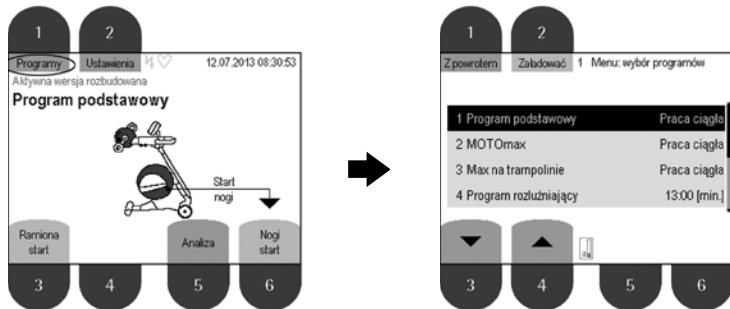 1 2
Programy Ustawienia 12.07.2013 08:30:53
Aktywna wersja rozbudowana
Program podstawowy
Start
nogi
Ramiona
start
Analiza
Nogi
start
3 4 5 6
1 2
Z powrotem Załadować 1 Menu: wybór programów
1 Program podstawowy Praca ciągła
2 MOTOmax Praca ciągła
3 Max na trampolinie Praca ciągła
4 Program rozluźniający 13:00 [min.]
3 4 5 6